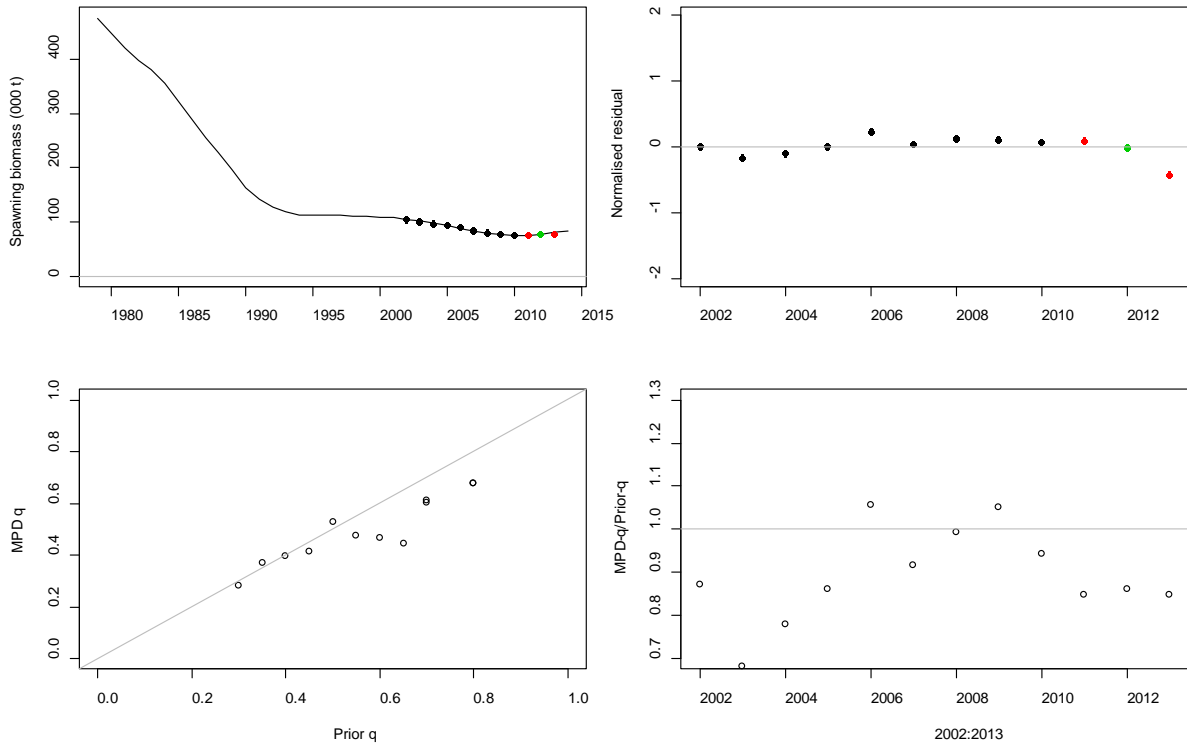 Spawning biomass (000 t)
400
300
200
100
0
1980 1985 1990 1995 2000 2005 2010 2015
Normalised residual
2
1
0
-1
-2
2002 2004 2006 2008 2010 2012
MPD q
1.0
0.8
0.6
0.4
0.2
0.0
0.0 0.2 0.4 0.6 0.8 1.0
Prior q
MPD-q/Prior-q
1.3
1.2
1.1
1.0
0.9
0.8
0.7
2002 2004 2006 2008 2010 2012
2002:2013